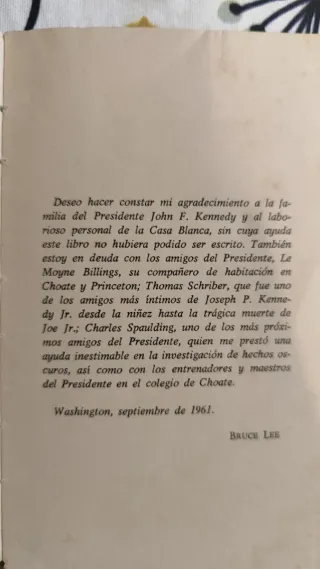 Deseo hacer constar mi agradecimiento a la fa-
milia del Presidente John F. Kennedy y al labo-
rioso personal de la Casa Blanca, sin cuya ayuda
este libro no hubiera podido ser escrito. También
estoy en deuda con los amigos del Presidente, Le
Moyne Billings, su compañero de habitación en
Choate y Princeton; Thomas Schriber, que fue uno
de los amigos más íntimos de Joseph P. Kenne-
dy Jr. desde la niñez hasta la trágica muerte de
Joe Jr.; Charles Spaulding, uno de los más próxi-
mos amigos del Presidente, quien me prestó una
ayuda inestimable en la investigación de hechos os-
curos, así como con los entrenadores y maestros
del Presidente en el colegio de Choate.
Washington, septiembre de 1961.
BRUCE LEE